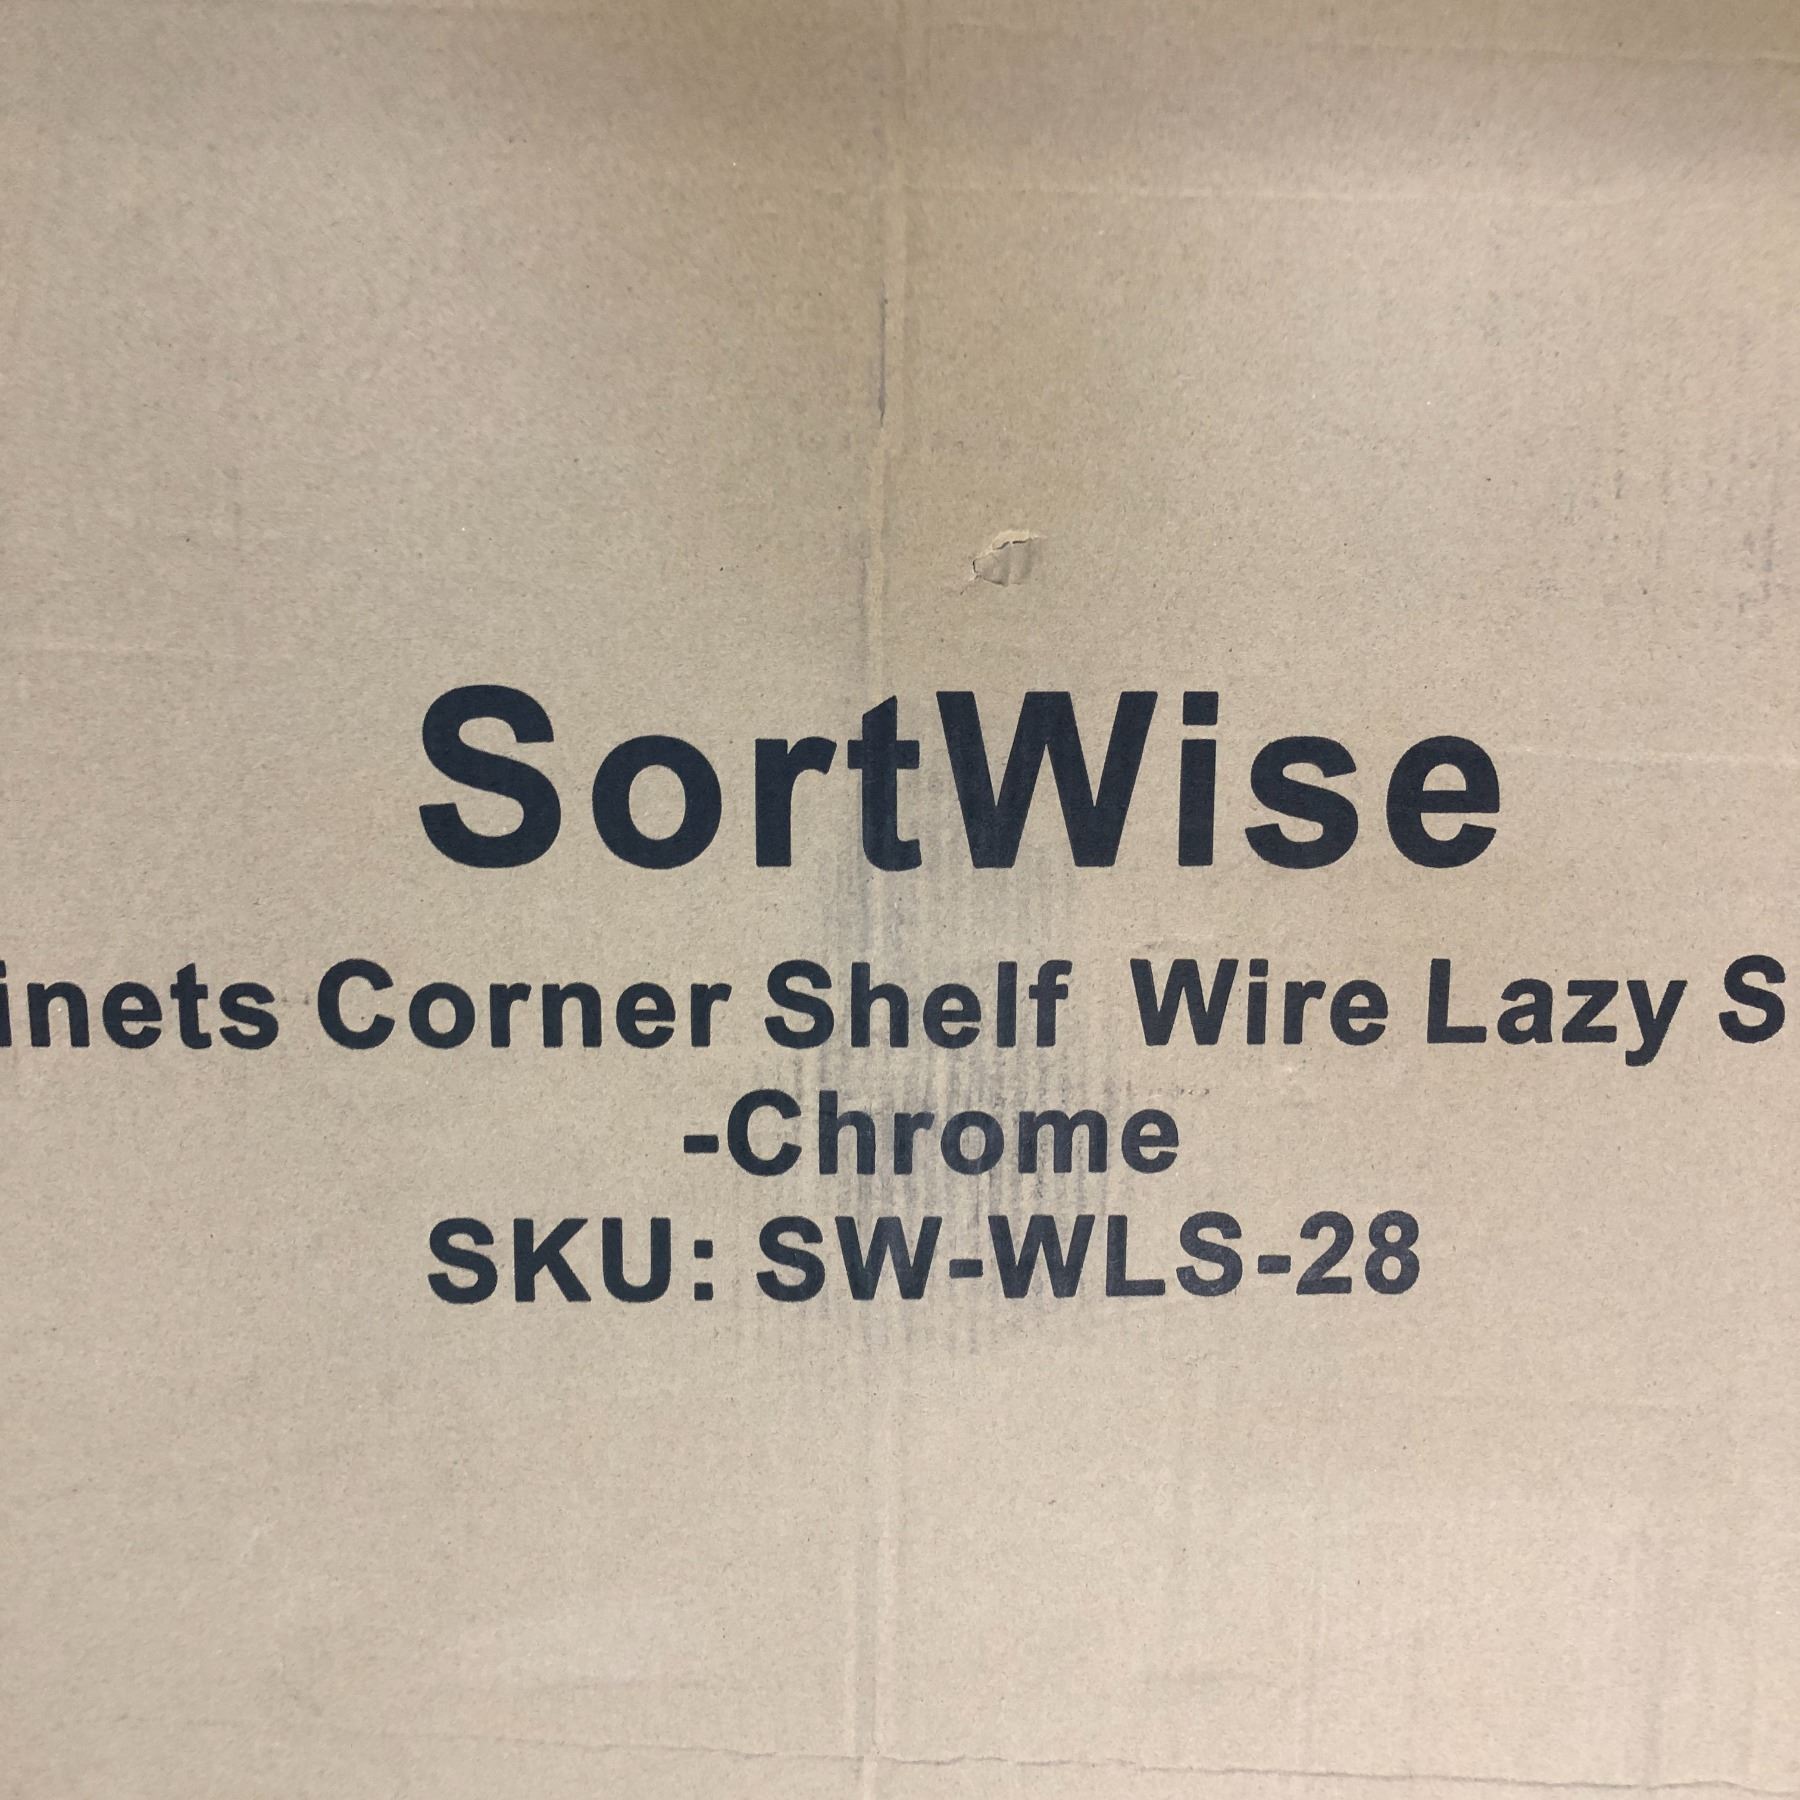 SortWise
inets Corner Shelf Wire Lazy S
-Chrome
SKU: SW-WLS-28